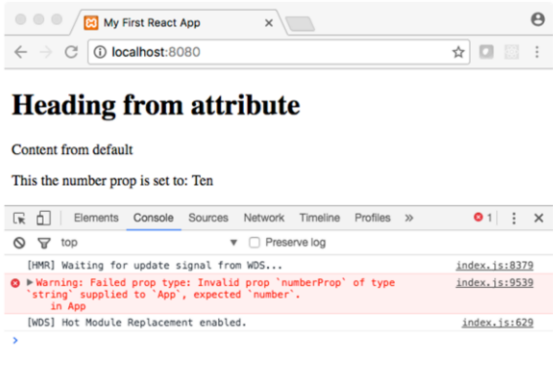 My First React App
localhost:8080
Heading from attribute
Content from default
This the number prop is set to: Ten
Elements Console Sources Network Timeline Profiles » 1
top Preserve log
[HMR] Waiting for update signal from WDS... index.js:8379
Warning: Failed prop type: Invalid prop `numberProp` of type index.js:9539
`string` supplied to `App`, expected `number`.
in App
[WDS] Hot Module Replacement enabled. index.js:629